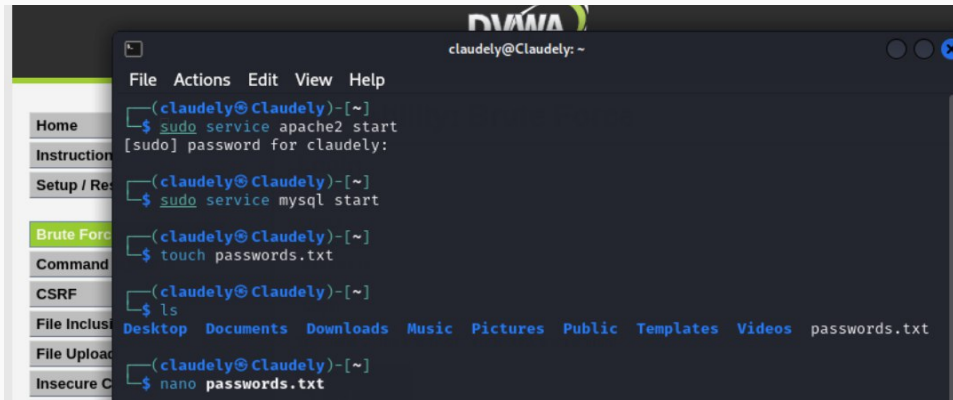 DVWA
claudely@Claudely: ~
File Actions Edit View Help
┌──(claudely㉿Claudely)-[~]
└─$ sudo service apache2 start
[sudo] password for claudely:
┌──(claudely㉿Claudely)-[~]
└─$ sudo service mysql start
┌──(claudely㉿Claudely)-[~]
└─$ touch passwords.txt
┌──(claudely㉿Claudely)-[~]
└─$ ls
Desktop Documents Downloads Music Pictures Public Templates Videos passwords.txt
┌──(claudely㉿Claudely)-[~]
└─$ nano passwords.txt
Home
Instruction
Setup / Res
Brute Forc
Command
CSRF
File Inclusi
File Upload
Insecure C